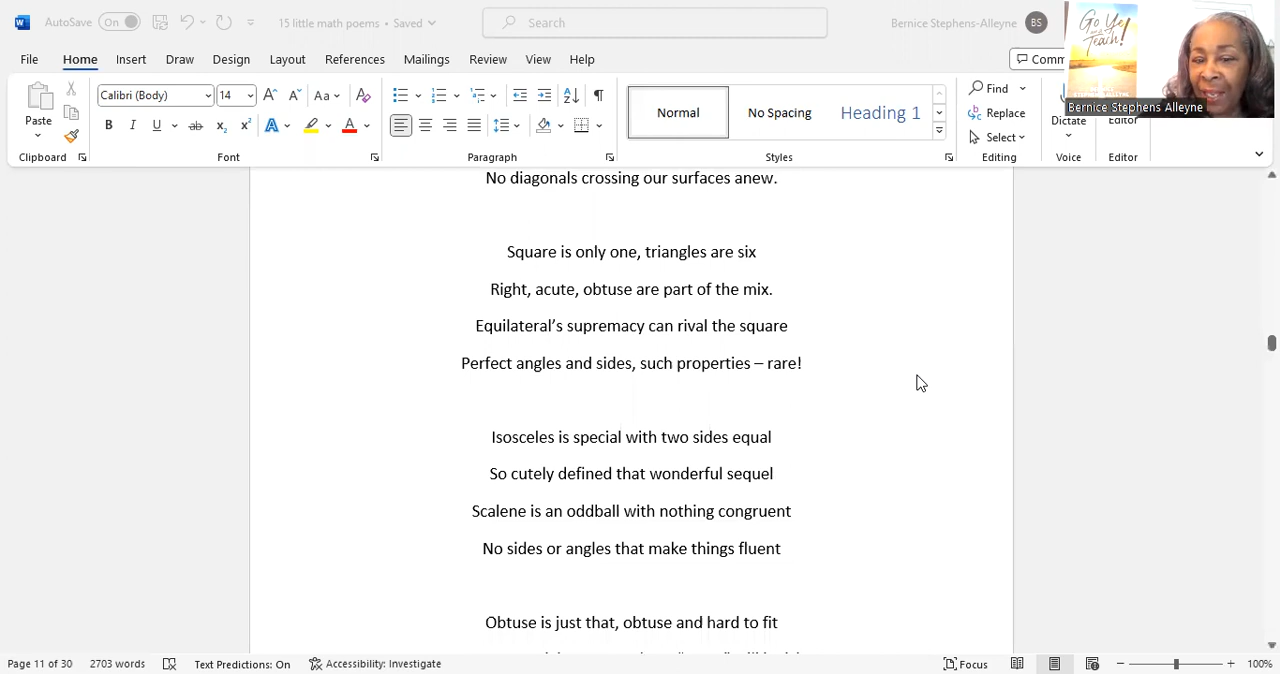 AutoSave On 15 little math poems • Saved Search Bernice Stephens-Alleyne BS
Go Ye and Teach!
Bernice Stephens Alleyne
File Home Insert Draw Design Layout References Mailings Review View Help Comm
Calibri (Body) 14 A A Aa A
Paste B I U ab x₂ x² A A
Normal No Spacing Heading 1
Find
Replace
Select
Dictate Editor
Clipboard Font Paragraph Styles Editing Voice Editor
No diagonals crossing our surfaces anew.
Square is only one, triangles are six
Right, acute, obtuse are part of the mix.
Equilateral’s supremacy can rival the square
Perfect angles and sides, such properties – rare!
Isosceles is special with two sides equal
So cutely defined that wonderful sequel
Scalene is an oddball with nothing congruent
No sides or angles that make things fluent
Obtuse is just that, obtuse and hard to fit
Page 11 of 30 2703 words Text Predictions: On Accessibility: Investigate Focus 100%